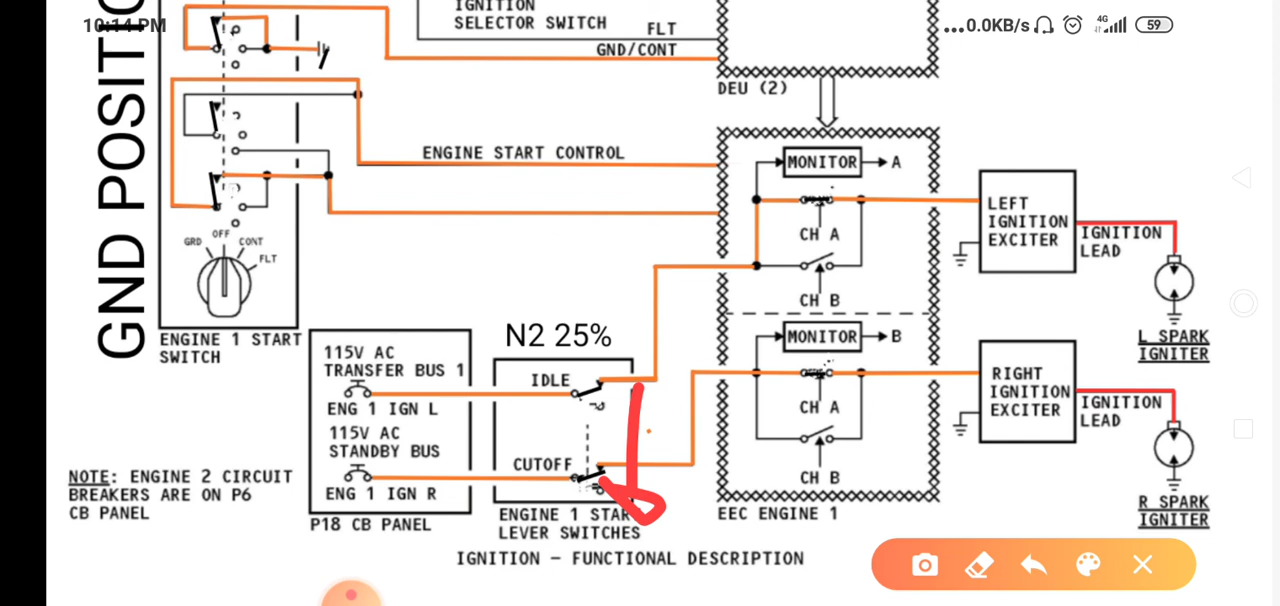 10:14 PM
...0.0KB/s 4G 59
GND POSITIO
IGNITION
SELECTOR SWITCH
FLT
GND/CONT
DEU (2)
ENGINE START CONTROL
MONITOR A
CH A
CH B
LEFT
IGNITION
EXCITER
IGNITION
LEAD
L SPARK
IGNITER
OFF
GRD CONT
FLT
ENGINE 1 START
SWITCH
N2 25%
115V AC
TRANSFER BUS 1
ENG 1 IGN L
115V AC
STANDBY BUS
ENG 1 IGN R
P18 CB PANEL
IDLE
CUTOFF
ENGINE 1 START
LEVER SWITCHES
MONITOR B
CH A
CH B
EEC ENGINE 1
RIGHT
IGNITION
EXCITER
IGNITION
LEAD
R SPARK
IGNITER
NOTE: ENGINE 2 CIRCUIT
BREAKERS ARE ON P6
CB PANEL
IGNITION - FUNCTIONAL DESCRIPTION